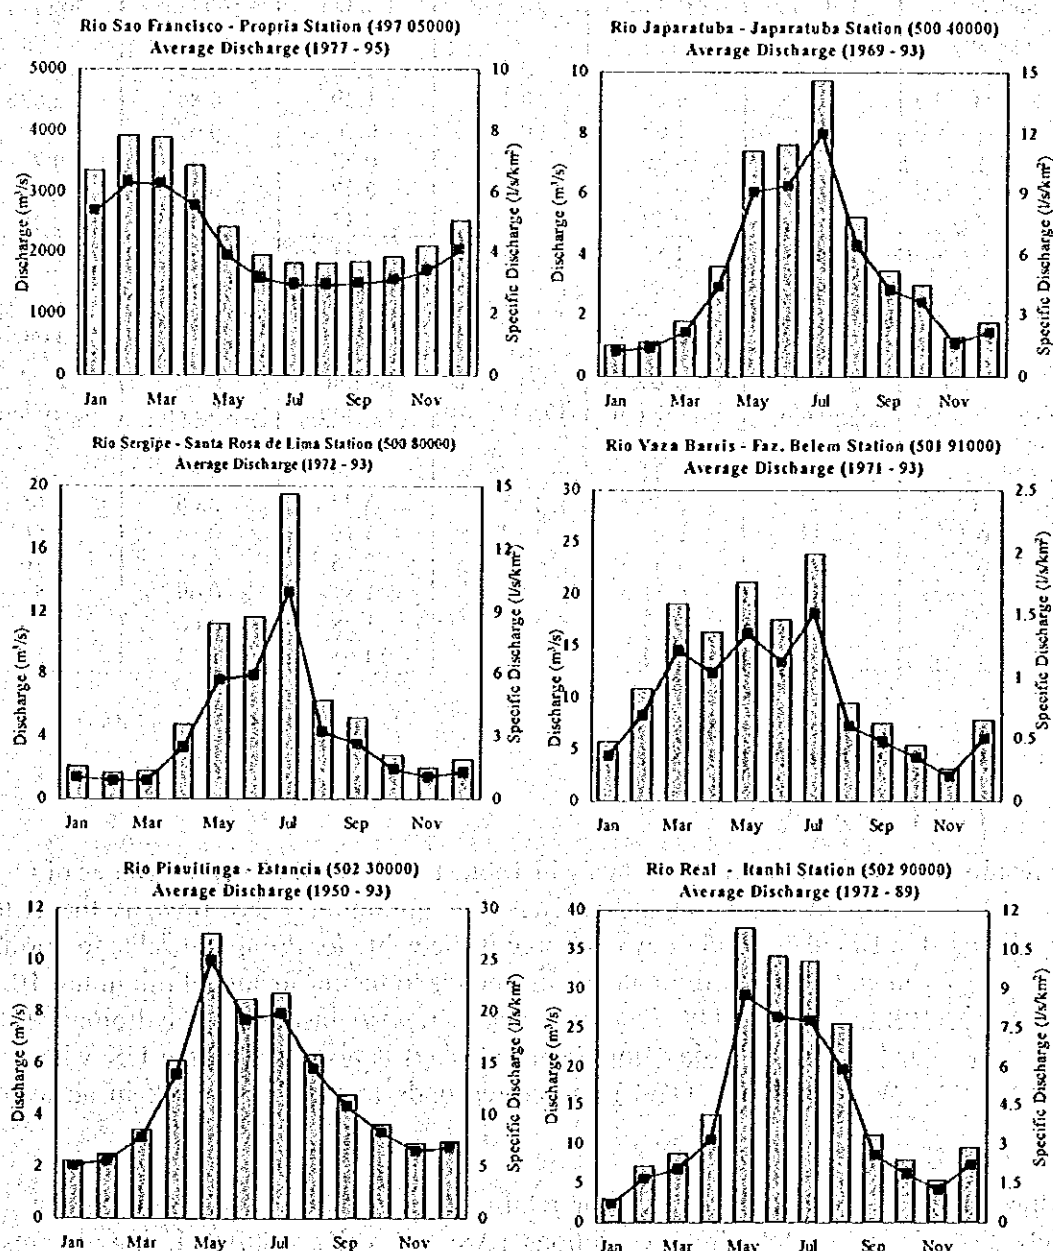 Rio Sao Francisco - Propria Station (497 05000)
Average Discharge (1977 - 95)
5000
4000
3000
2000
1000
0
Discharge (m³/s)
10
8
6
4
2
0
Specific Discharge (l/s/km²)
Jan Mar May Jul Sep Nov
Rio Japaratuba - Japaratuba Station (500 40000)
Average Discharge (1969 - 93)
10
8
6
4
2
0
Discharge (m³/s)
15
12
9
6
3
0
Specific Discharge (l/s/km²)
Jan Mar May Jul Sep Nov
Rio Sergipe - Santa Rosa de Lima Station (500 80000)
Average Discharge (1972 - 93)
20
16
12
8
4
0
Discharge (m³/s)
15
12
9
6
3
0
Specific Discharge (l/s/km²)
Jan Mar May Jul Sep Nov
Rio Vaza Barris - Faz. Belem Station (501 91000)
Average Discharge (1971 - 93)
30
25
20
15
10
5
0
Discharge (m³/s)
2.5
2
1.5
1
0.5
0
Specific Discharge (l/s/km²)
Jan Mar May Jul Sep Nov
Rio Piauitinga - Estancia (502 30000)
Average Discharge (1950 - 93)
12
10
8
6
4
2
0
Discharge (m³/s)
30
25
20
15
10
5
0
Specific Discharge (l/s/km²)
Jan Mar May Jul Sep Nov
Rio Real - Itanhi Station (502 90000)
Average Discharge (1972 - 89)
40
35
30
25
20
15
10
5
0
Discharge (m³/s)
12
10.5
9
7.5
6
4.5
3
1.5
0
Specific Discharge (l/s/km²)
Jan Mar May Jul Sep Nov